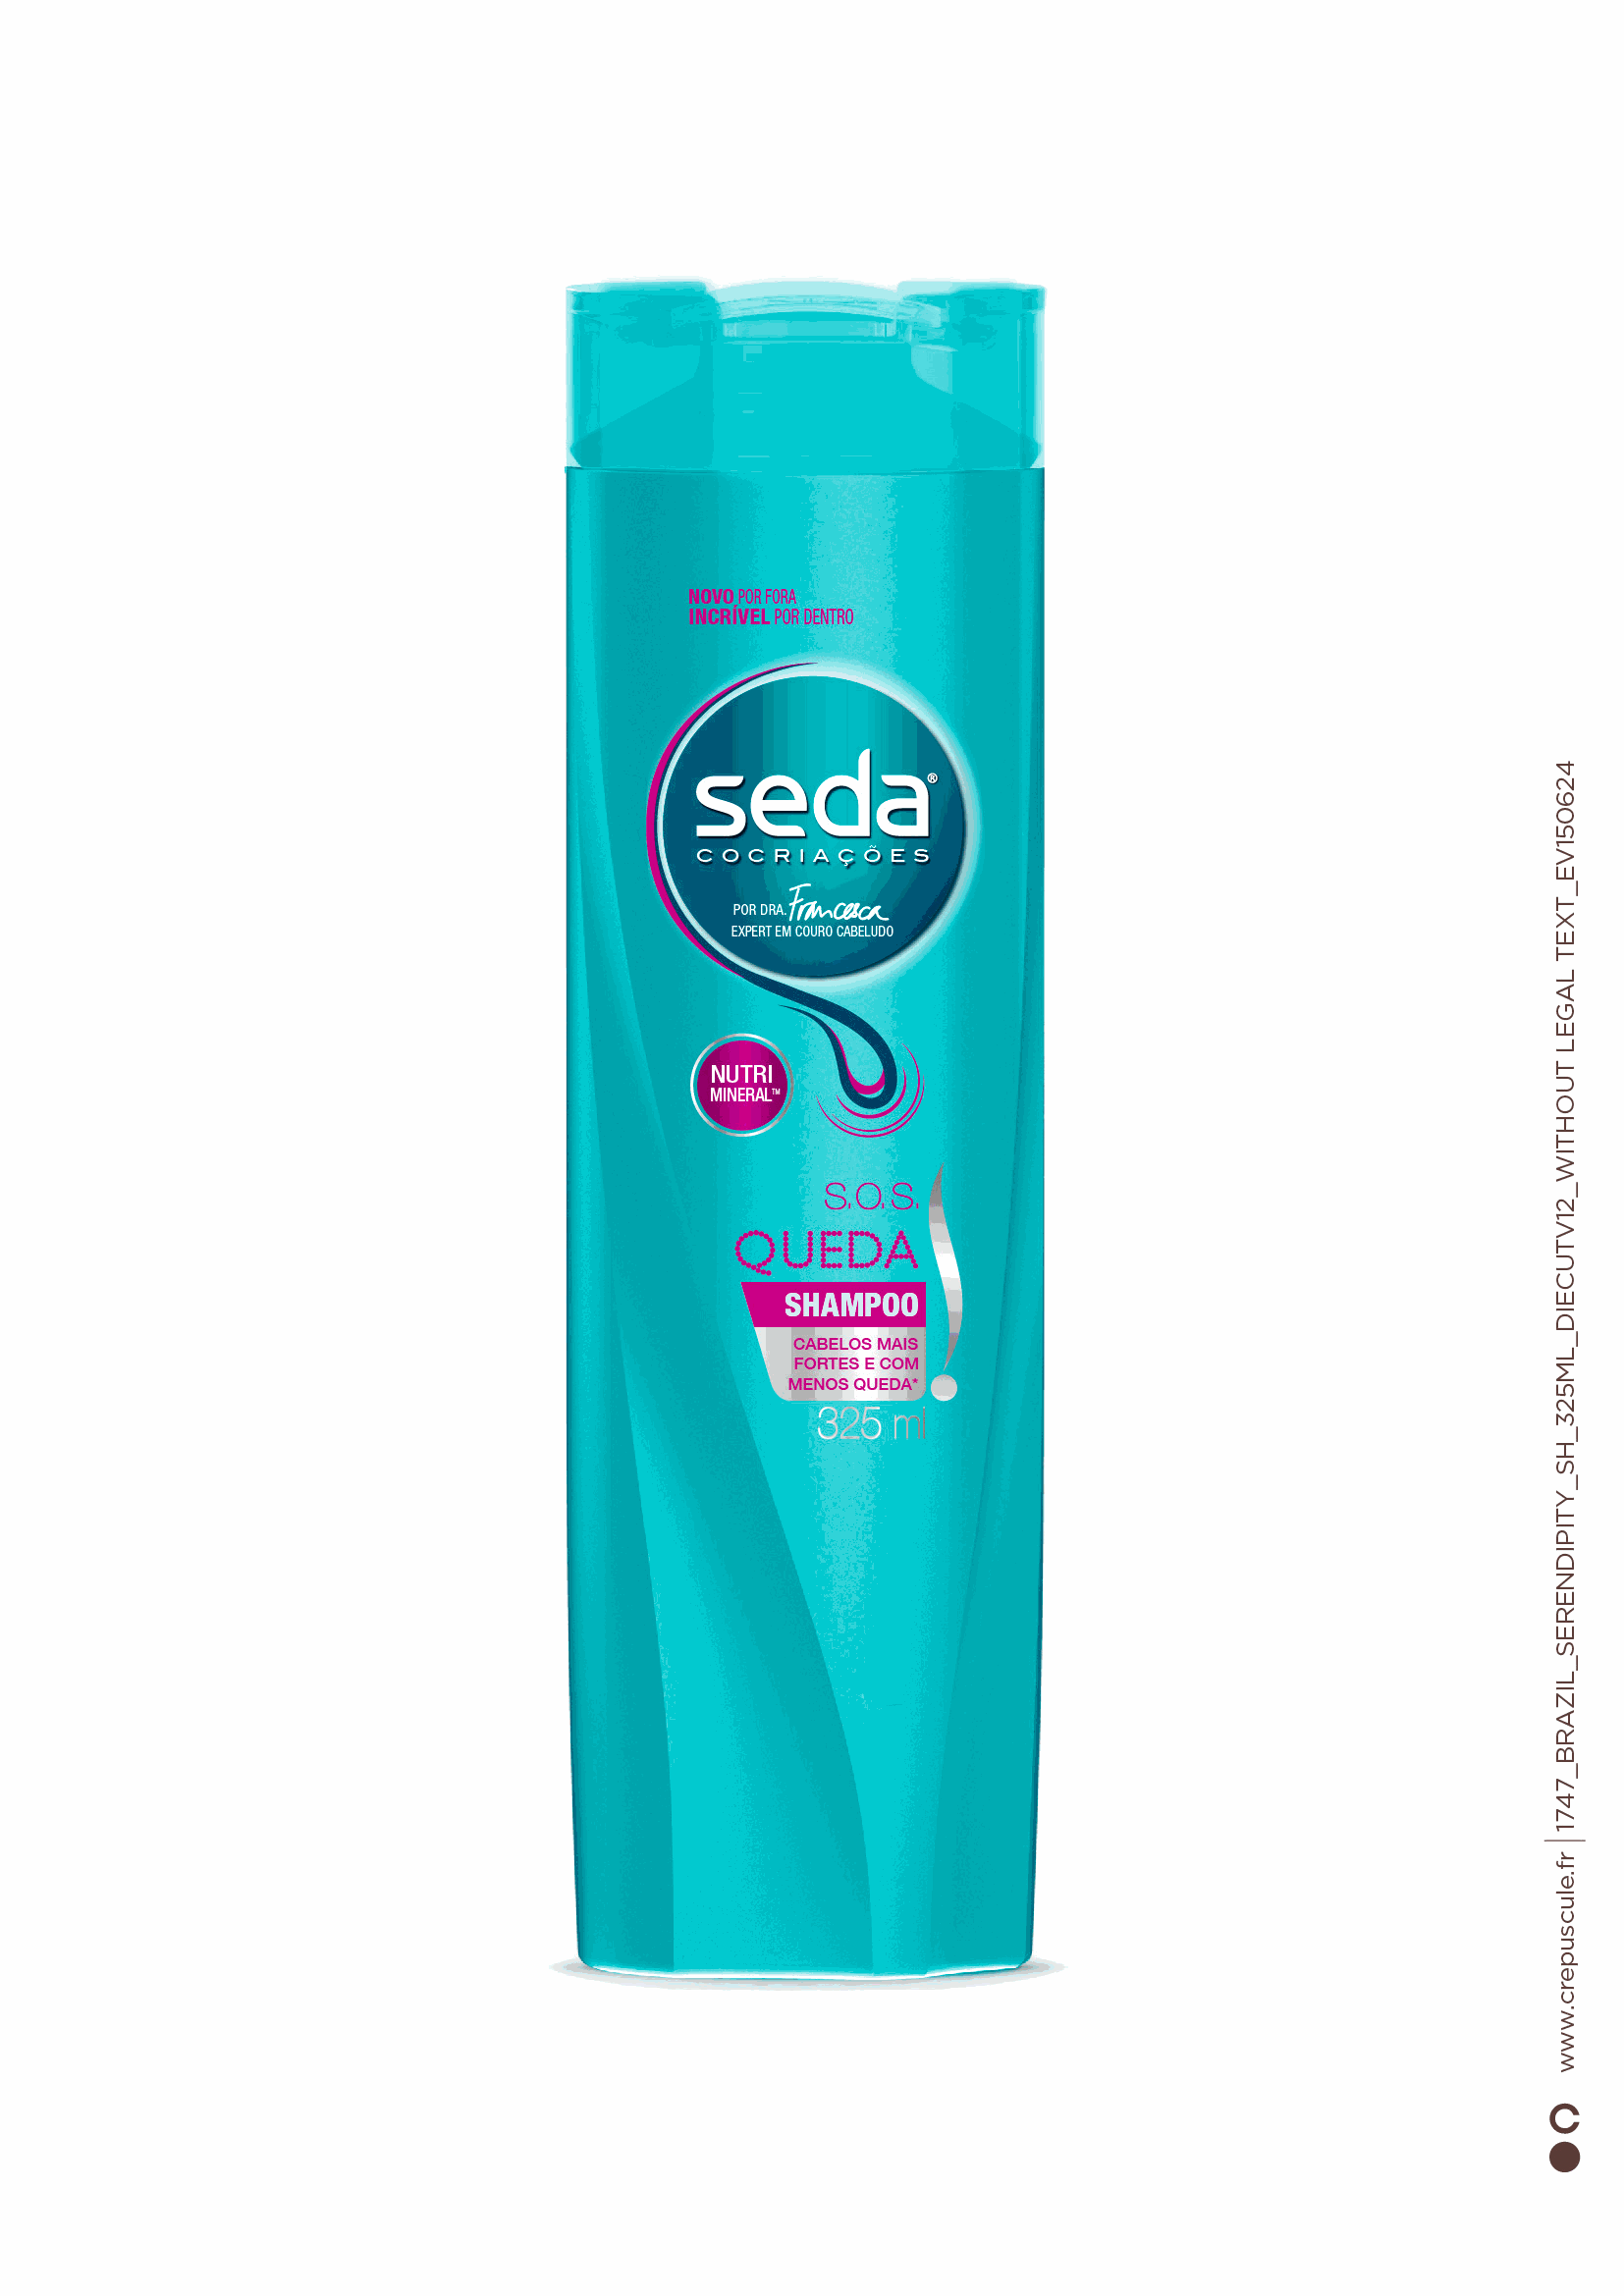 NOVO POR FORA
INCRÍVEL POR DENTRO
seda®
COCRIAÇÕES
POR DRA. Francesca
EXPERT EM COURO CABELUDO
NUTRI
MINERAL™
S.O.S.
QUEDA
SHAMPOO
CABELOS MAIS
FORTES E COM
MENOS QUEDA*
325 ml
C www.crepuscule.fr | 1747_BRAZIL_SERENDIPITY_SH_325ML_DIECUTV12_WITHOUT LEGAL TEXT_EV150624